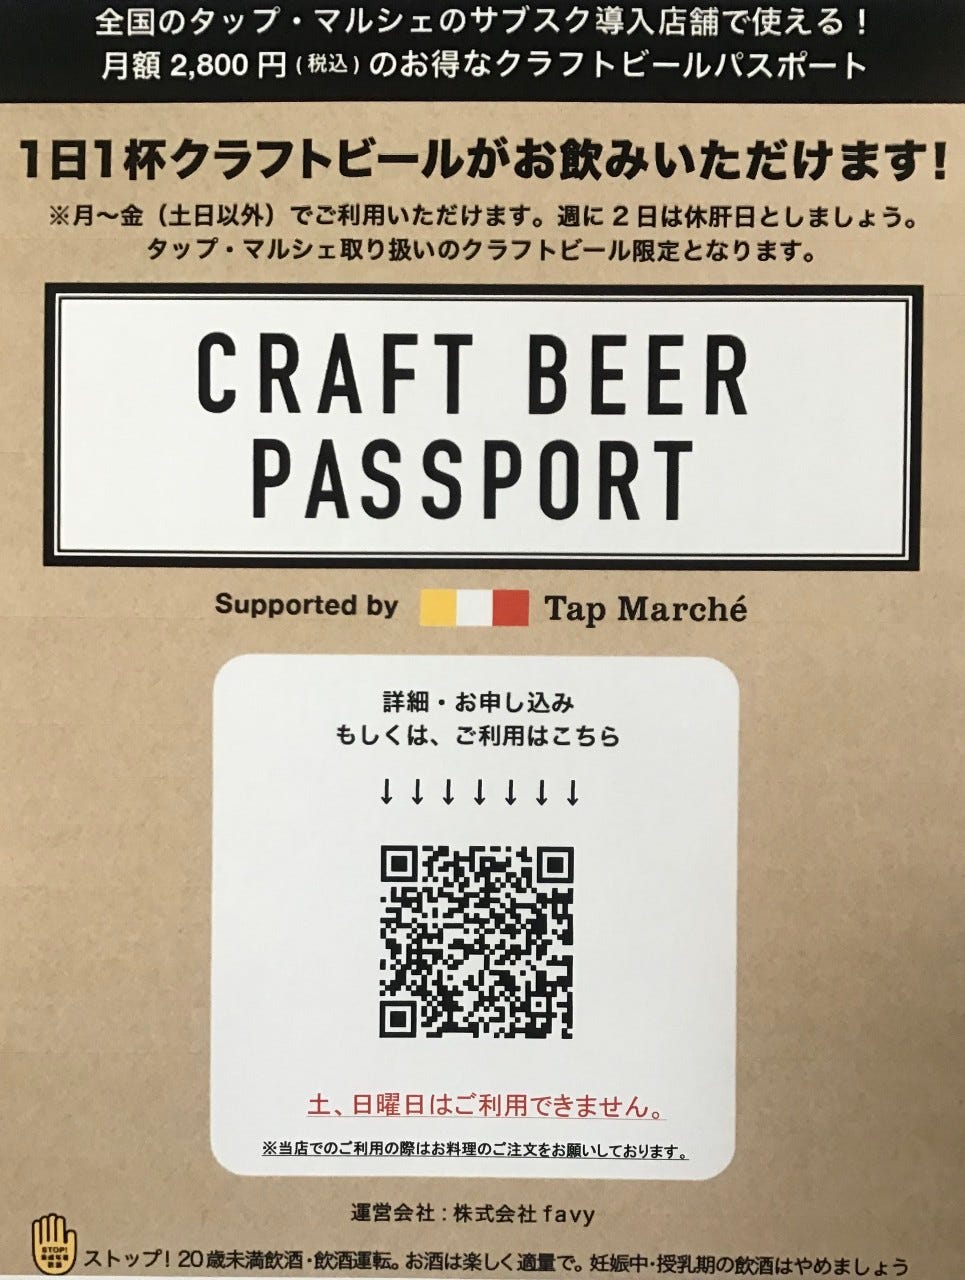 全国のタップ・マルシェのサブスク導入店舗で使える!
月額 2,800 円(税込)のお得なクラフトビールパスポート
1日1杯クラフトビールがお飲みいただけます!
※月〜金（土日以外）でご利用いただけます。週に2日は休肝日としましょう。
タップ・マルシェ取り扱いのクラフトビール限定となります。
CRAFT BEER
PASSPORT
Supported by Tap Marché
詳細・お申し込み
もしくは、ご利用はこちら
↓ ↓ ↓ ↓ ↓ ↓ ↓
土、日曜日はご利用できません。
※当店でのご利用の際はお料理のご注文をお願いしております。
運営会社 : 株式会社 favy
STOP!
ストップ! 20歳未満飲酒・飲酒運転。お酒は楽しく適量で。妊娠中・授乳期の飲酒はやめましょう